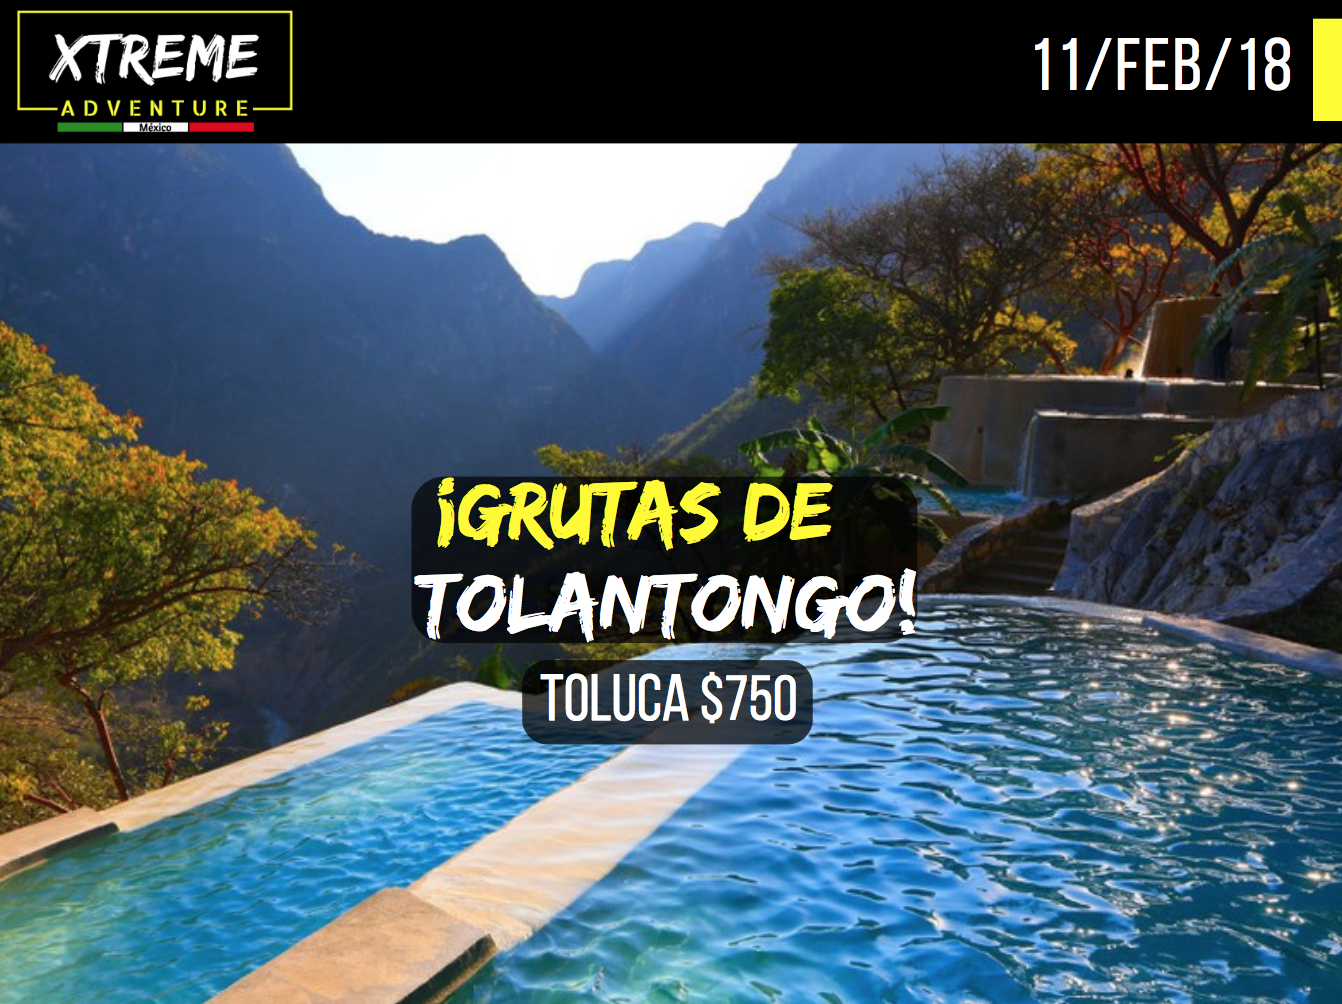 XTREME
ADVENTURE
México
11/FEB/18
¡GRUTAS DE
TOLANTONGO!
TOLUCA $750